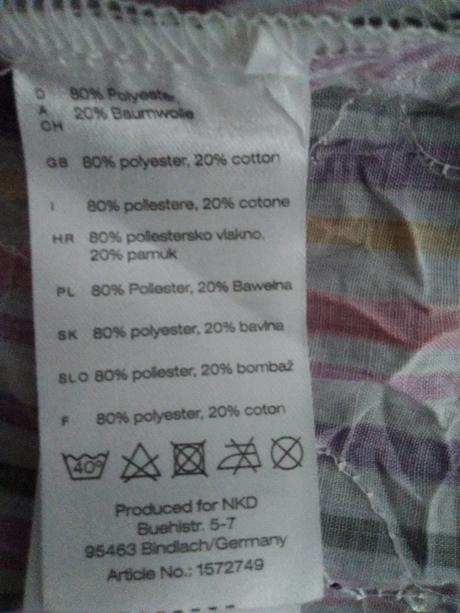 D 80% Polyester,
A 20% Baumwolle
CH
GB 80% polyester, 20% cotton
I 80% poliestere, 20% cotone
HR 80% poliestersko vlakno,
20% pamuk
PL 80% Poliester, 20% Bawełna
SK 80% polyester, 20% bavlna
SLO 80% poliester, 20% bombaž
F 80% polyester, 20% coton
40°
Produced for NKD
Buehlstr. 5-7
95463 Bindlach/Germany
Article No.: 1572749